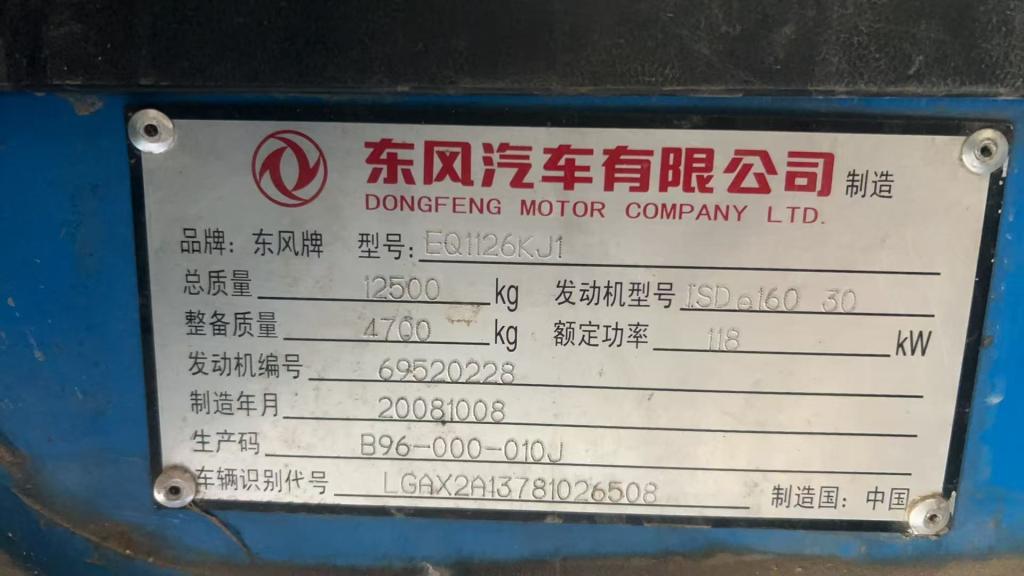 东风汽车有限公司 制造
DONGFENG MOTOR COMPANY LTD.
品牌：东风牌 型号：EQ1126KJ1
总质量 12500 kg 发动机型号 ISDe160 30
整备质量 4700 kg 额定功率 118 kW
发动机编号 69520228
制造年月 20081008
生产码 B96-000-010J
车辆识别代号 LGAX2A13781026508 制造国：中国